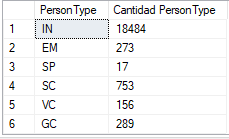 PersonType Cantidad PersonType
1 IN 18484
2 EM 273
3 SP 17
4 SC 753
5 VC 156
6 GC 289